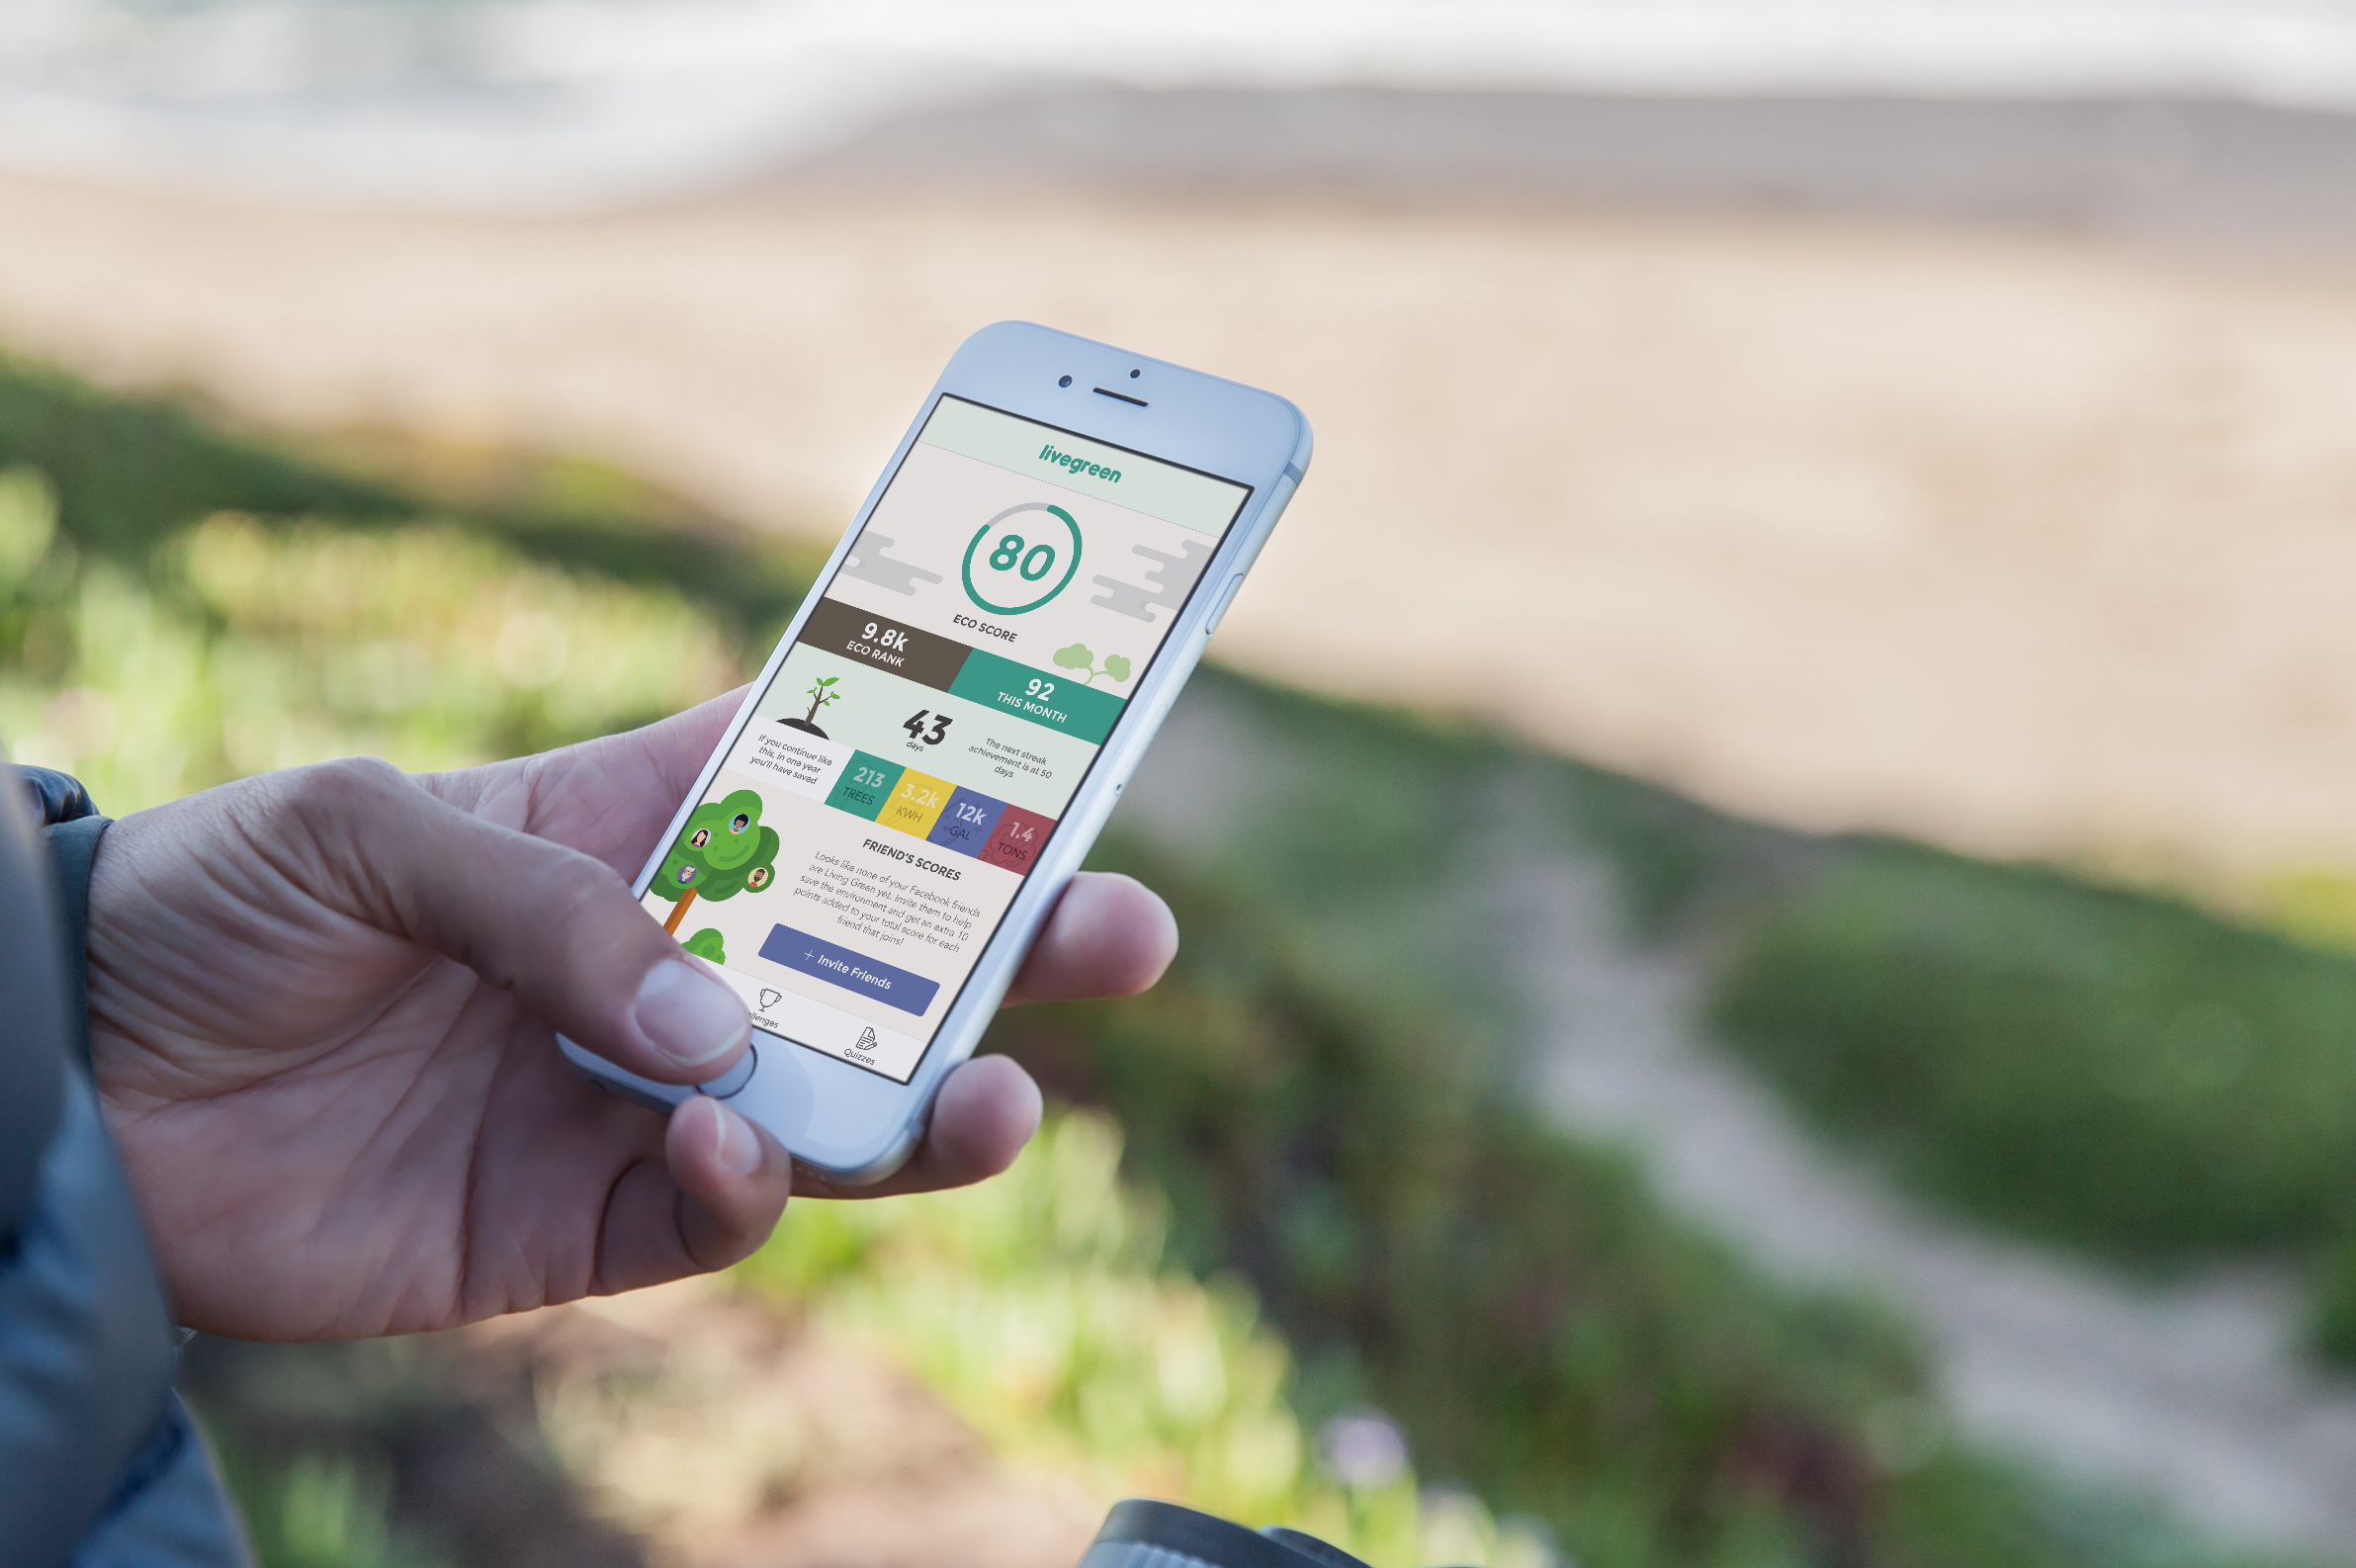 livegreen
80
ECO SCORE
9.8k
ECO RANK
92
THIS MONTH
43
days
The next streak
achievement is at 50
days
If you continue like
this, in one year
you'll have saved
213
TREES
3.2k
KWH
12k
GAL
1.4
TONS
FRIEND'S SCORES
Looks like none of your Facebook friends
are Living Green yet. Invite them to help
save the environment and get an extra 10
points added to your total score for each
friend that joins!
+ Invite Friends
allenges
Quizzes